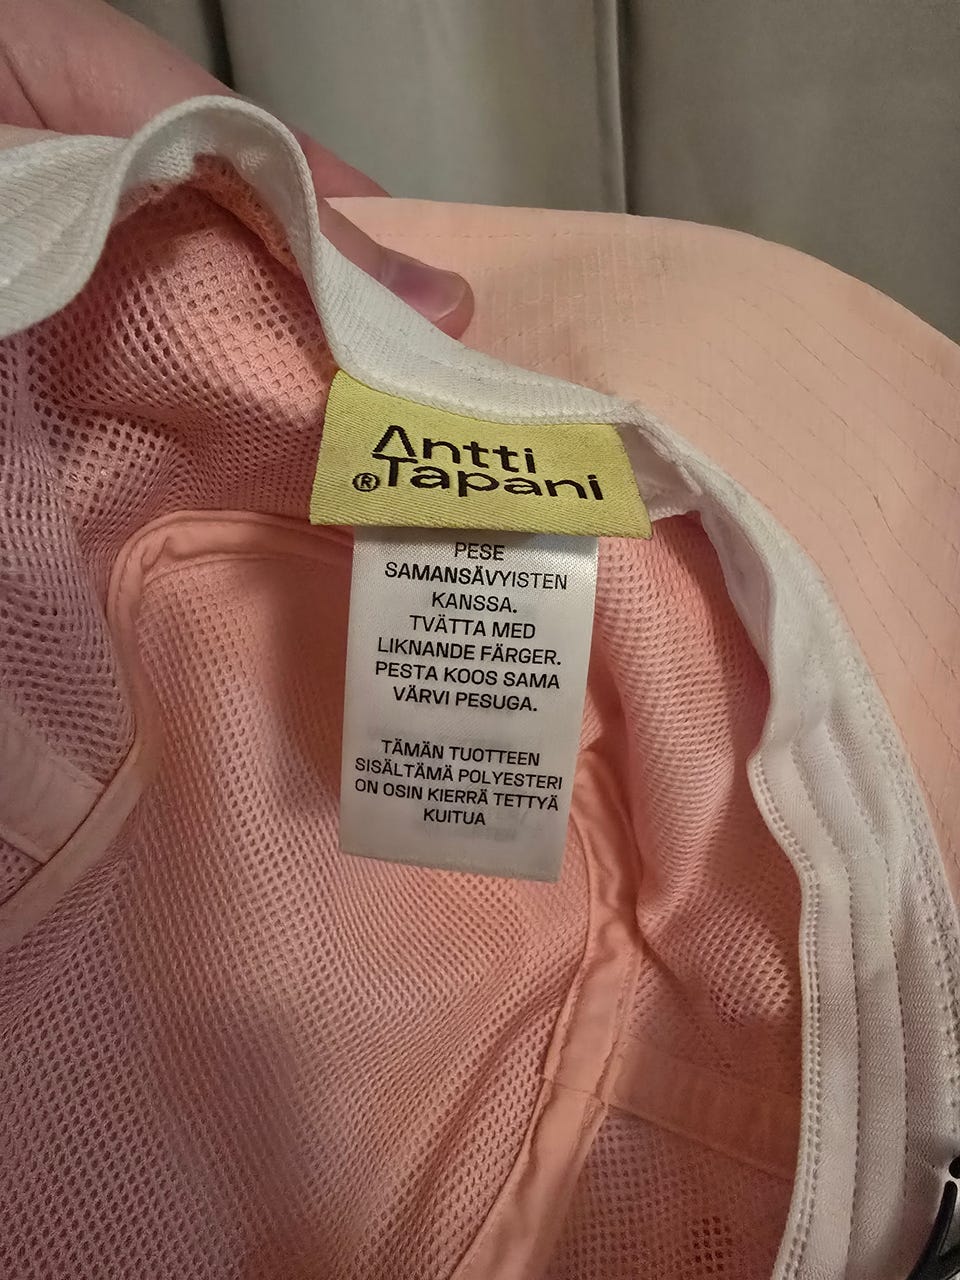 Antti
®Tapani
PESE
SAMANSÄVYISTEN
KANSSA.
TVÄTTA MED
LIKNANDE FÄRGER.
PESTA KOOS SAMA
VÄRVI PESUGA.
TÄMÄN TUOTTEEN
SISÄLTÄMÄ POLYESTERI
ON OSIN KIERRÄ TETTYÄ
KUITUA